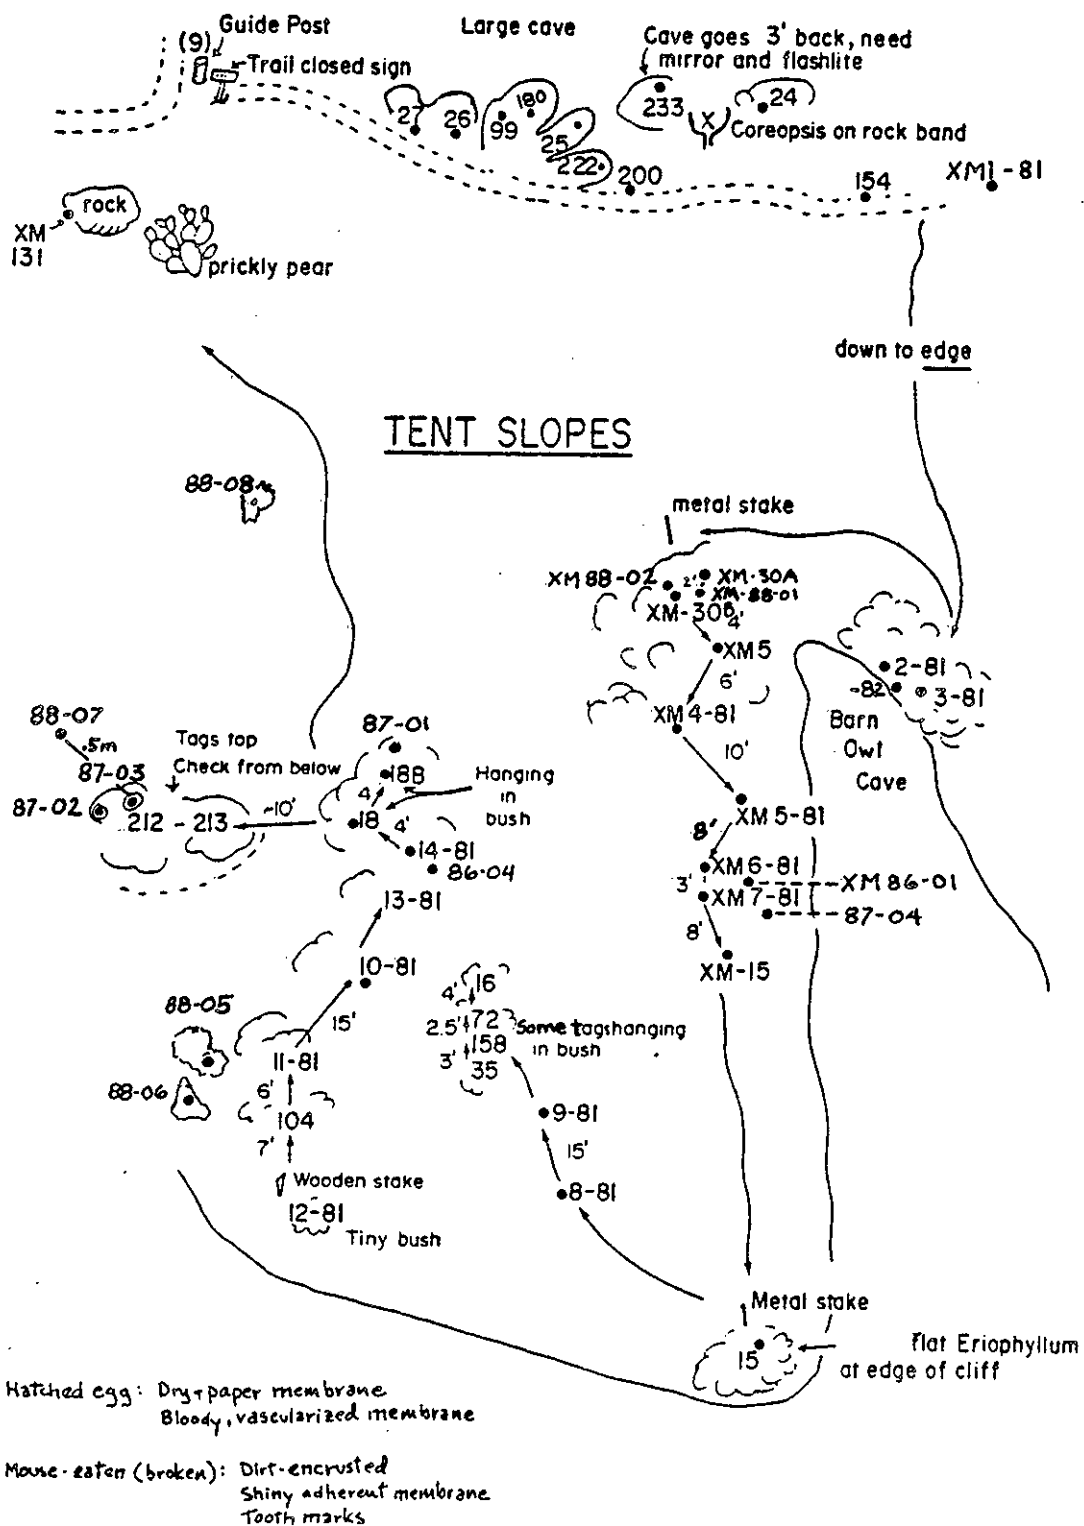 Guide Post
(9)
Trail closed sign
Large cave
Cave goes 3' back, need
mirror and flashlite
27
26
99
180
25
222
233
24
X
Coreopsis on rock band
200
154
XM1-81
rock
XM
131
prickly pear
down to edge
TENT SLOPES
88-08
metal stake
XM 88-02
2'
XM-30A
XM-88-01
XM-30B
4'
XM5
6'
XM4-81
10'
XM5-81
8'
XM6-81
3'
XM7-81
XM 86-01
87-04
8'
XM-15
2-81
-82
3-81
Barn
Owl
Cave
88-07
.5m
87-03
87-02
Tags top
Check from below
212 - 213
~10'
87-01
18B
4'
18
4'
Hanging
in
bush
14-81
86-04
13-81
10-81
15'
88-05
11-81
6'
88-06
104
7'
Wooden stake
12-81
Tiny bush
16
4'
72
2.5'
158
3'
35
Some tags hanging
in bush
9-81
15'
8-81
Metal stake
15
flat Eriophyllum
at edge of cliff
Hatched egg: Dry + paper membrane
Bloody, vascularized membrane
Mouse-eaten (broken): Dirt-encrusted
Shiny adherent membrane
Tooth marks